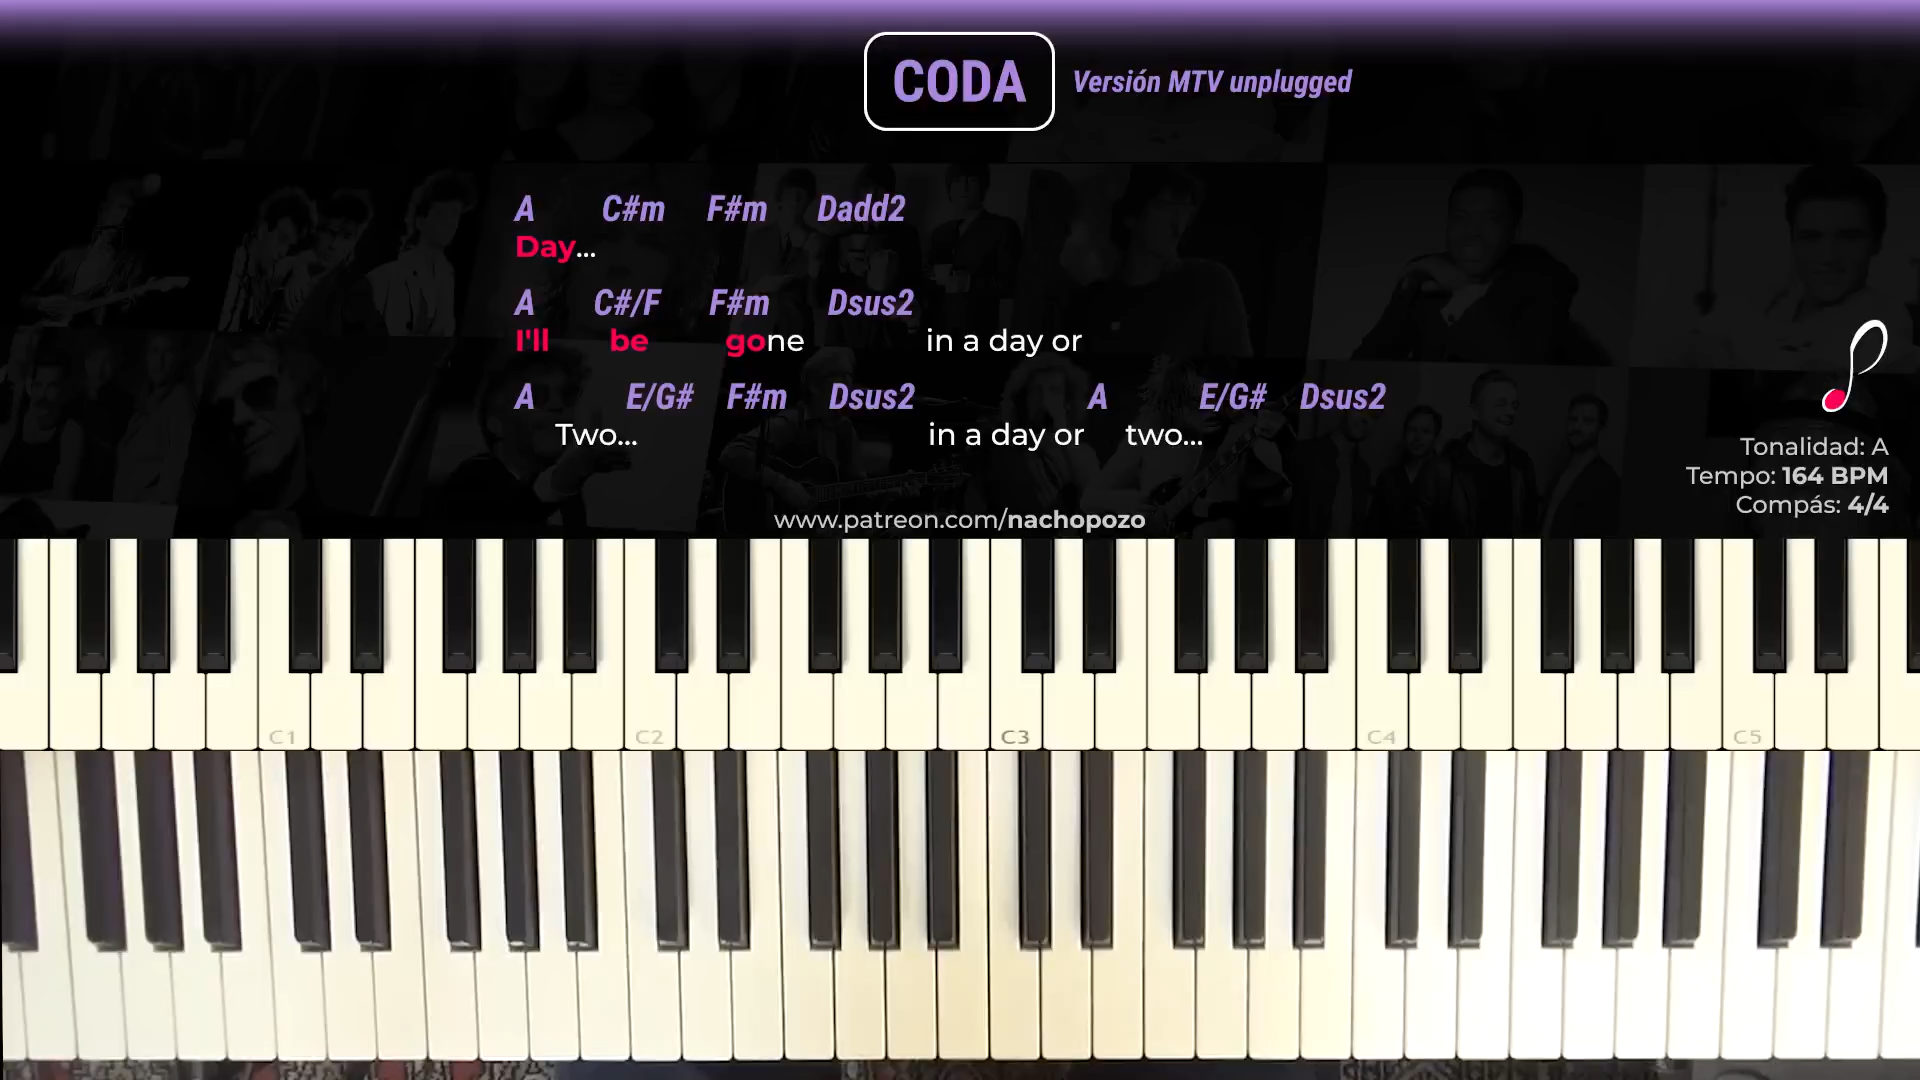 CODA
Versión MTV unplugged
A C#m F#m Dadd2
Day...
A C#/F F#m Dsus2
I'll be gone in a day or
A E/G# F#m Dsus2 A E/G# Dsus2
Two... in a day or two...
Tonalidad: A
Tempo: 164 BPM
Compás: 4/4
www.patreon.com/nachopozo
C1 C2 C3 C4 C5